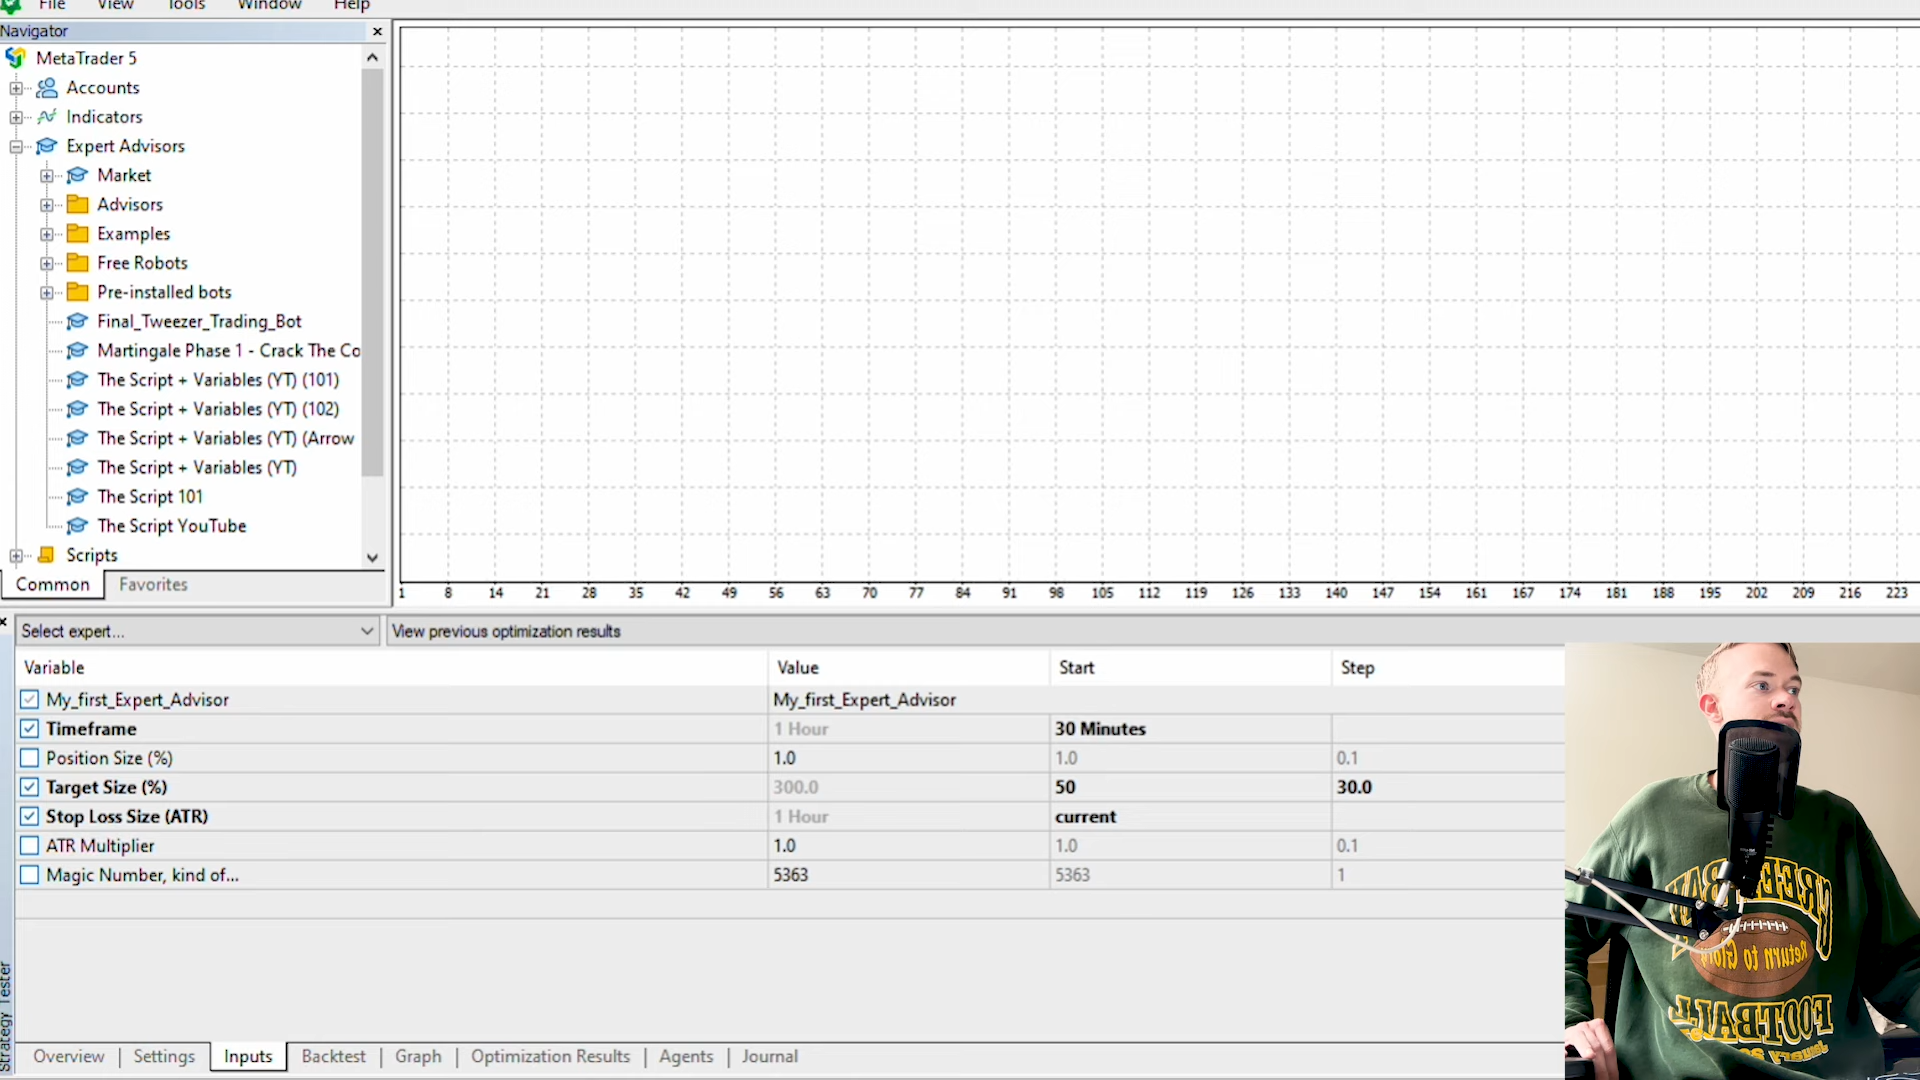 File View Tools Window Help
Navigator
MetaTrader 5
Accounts
Indicators
Expert Advisors
Market
Advisors
Examples
Free Robots
Pre-installed bots
Final_Tweezer_Trading_Bot
Martingale Phase 1 - Crack The Co
The Script + Variables (YT) (101)
The Script + Variables (YT) (102)
The Script + Variables (YT) (Arrow
The Script + Variables (YT)
The Script 101
The Script YouTube
Scripts
Common Favorites
1 8 14 21 28 35 42 49 56 63 70 77 84 91 98 105 112 119 126 133 140 147 154 161 167 174 181 188 195 202 209 216 223
Select expert... View previous optimization results
Variable Value Start Step
My_first_Expert_Advisor My_first_Expert_Advisor
Timeframe 1 Hour 30 Minutes
Position Size (%) 1.0 1.0 0.1
Target Size (%) 300.0 50 30.0
Stop Loss Size (ATR) 1 Hour current
ATR Multiplier 1.0 1.0 0.1
Magic Number, kind of... 5363 5363 1
Strategy Tester
Overview Settings Inputs Backtest Graph Optimization Results Agents Journal
Return to Glory
FOOTBALL